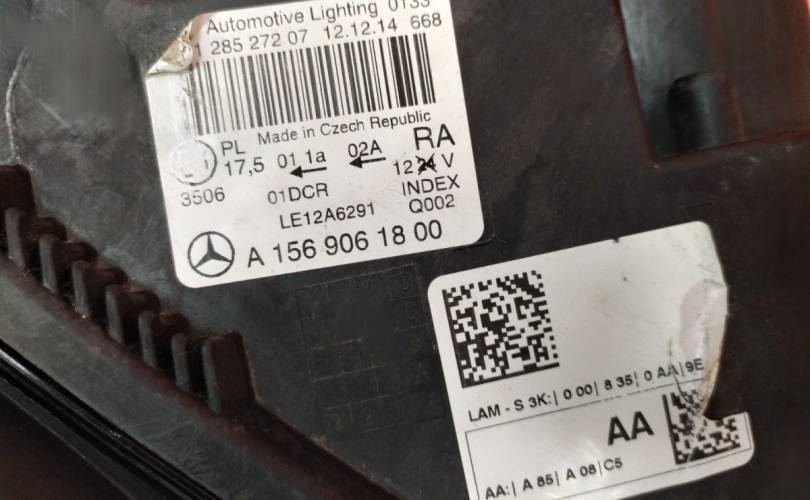 Automotive Lighting 0133
285 272 07 12.12.14 668
Made in Czech Republic
PL 01 1a 02A RA
17,5 12 24 V
3506 01DCR INDEX
LE12A6291 Q002
A 156 906 18 00
LAM - S 3K:| 0 00| 8 35| 0 AA|9E
AA
AA:| A 85| A 08|C5